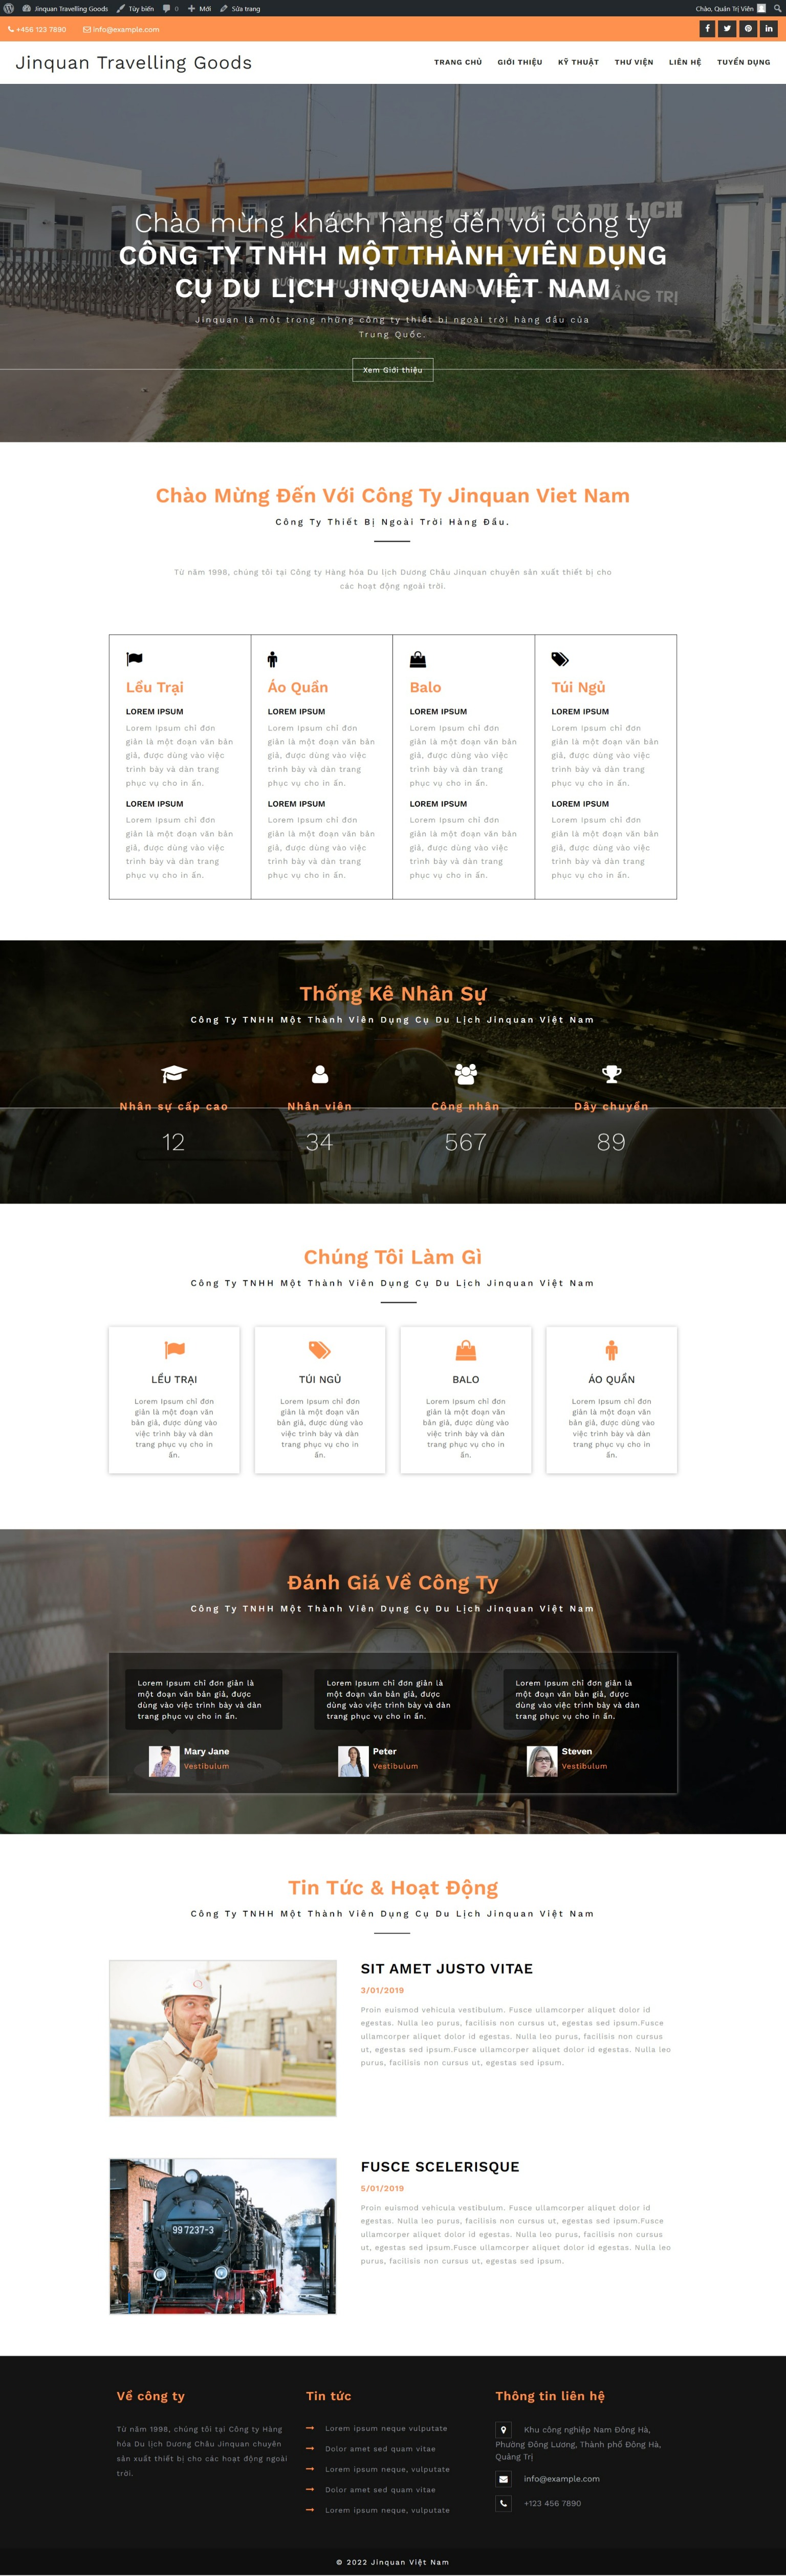 Jinquan Travelling Goods Tùy biến 0 Mới Sửa trang Chào, Quản Trị Viên
+456 123 7890 info@example.com
Jinquan Travelling Goods
TRANG CHỦ GIỚI THIỆU KỸ THUẬT THƯ VIỆN LIÊN HỆ TUYỂN DỤNG
Chào mừng khách hàng đến với công ty
CÔNG TY TNHH MỘT THÀNH VIÊN DỤNG
CỤ DU LỊCH JINQUAN VIỆT NAM
Jinquan là một trong những công ty thiết bị ngoài trời hàng đầu của
Trung Quốc.
Xem Giới thiệu
Chào Mừng Đến Với Công Ty Jinquan Viet Nam
Công Ty Thiết Bị Ngoài Trời Hàng Đầu.
Từ năm 1998, chúng tôi tại Công ty Hàng hóa Du lịch Dương Châu Jinquan chuyên sản xuất thiết bị cho
các hoạt động ngoài trời.
Lều Trại
LOREM IPSUM
Lorem Ipsum chỉ đơn
giản là một đoạn văn bản
giả, được dùng vào việc
trình bày và dàn trang
phục vụ cho in ấn.
LOREM IPSUM
Lorem Ipsum chỉ đơn
giản là một đoạn văn bản
giả, được dùng vào việc
trình bày và dàn trang
phục vụ cho in ấn.
Áo Quần
LOREM IPSUM
Lorem Ipsum chỉ đơn
giản là một đoạn văn bản
giả, được dùng vào việc
trình bày và dàn trang
phục vụ cho in ấn.
LOREM IPSUM
Lorem Ipsum chỉ đơn
giản là một đoạn văn bản
giả, được dùng vào việc
trình bày và dàn trang
phục vụ cho in ấn.
Balo
LOREM IPSUM
Lorem Ipsum chỉ đơn
giản là một đoạn văn bản
giả, được dùng vào việc
trình bày và dàn trang
phục vụ cho in ấn.
LOREM IPSUM
Lorem Ipsum chỉ đơn
giản là một đoạn văn bản
giả, được dùng vào việc
trình bày và dàn trang
phục vụ cho in ấn.
Túi Ngủ
LOREM IPSUM
Lorem Ipsum chỉ đơn
giản là một đoạn văn bản
giả, được dùng vào việc
trình bày và dàn trang
phục vụ cho in ấn.
LOREM IPSUM
Lorem Ipsum chỉ đơn
giản là một đoạn văn bản
giả, được dùng vào việc
trình bày và dàn trang
phục vụ cho in ấn.
Thống Kê Nhân Sự
Công Ty TNHH Một Thành Viên Dụng Cụ Du Lịch Jinquan Việt Nam
Nhân sự cấp cao Nhân viên Công nhân Dây chuyền
12 34 567 89
Chúng Tôi Làm Gì
Công Ty TNHH Một Thành Viên Dụng Cụ Du Lịch Jinquan Việt Nam
LỀU TRẠI
Lorem Ipsum chỉ đơn
giản là một đoạn văn
bản giả, được dùng vào
việc trình bày và dàn
trang phục vụ cho in
ấn.
TÚI NGỦ
Lorem Ipsum chỉ đơn
giản là một đoạn văn
bản giả, được dùng vào
việc trình bày và dàn
trang phục vụ cho in
ấn.
BALO
Lorem Ipsum chỉ đơn
giản là một đoạn văn
bản giả, được dùng vào
việc trình bày và dàn
trang phục vụ cho in
ấn.
ÁO QUẦN
Lorem Ipsum chỉ đơn
giản là một đoạn văn
bản giả, được dùng vào
việc trình bày và dàn
trang phục vụ cho in
ấn.
Đánh Giá Về Công Ty
Công Ty TNHH Một Thành Viên Dụng Cụ Du Lịch Jinquan Việt Nam
Lorem Ipsum chỉ đơn giản là
một đoạn văn bản giả, được
dùng vào việc trình bày và dàn
trang phục vụ cho in ấn.
Mary Jane
Vestibulum
Lorem Ipsum chỉ đơn giản là
một đoạn văn bản giả, được
dùng vào việc trình bày và dàn
trang phục vụ cho in ấn.
Peter
Vestibulum
Lorem Ipsum chỉ đơn giản là
một đoạn văn bản giả, được
dùng vào việc trình bày và dàn
trang phục vụ cho in ấn.
Steven
Vestibulum
Tin Tức & Hoạt Động
Công Ty TNHH Một Thành Viên Dụng Cụ Du Lịch Jinquan Việt Nam
SIT AMET JUSTO VITAE
3/01/2019
Proin euismod vehicula vestibulum. Fusce ullamcorper aliquet dolor id
egestas. Nulla leo purus, facilisis non cursus ut, egestas sed ipsum.Fusce
ullamcorper aliquet dolor id egestas. Nulla leo purus, facilisis non cursus
ut, egestas sed ipsum.Fusce ullamcorper aliquet dolor id egestas. Nulla leo
purus, facilisis non cursus ut, egestas sed ipsum.
99 7237-3
FUSCE SCELERISQUE
5/01/2019
Proin euismod vehicula vestibulum. Fusce ullamcorper aliquet dolor id
egestas. Nulla leo purus, facilisis non cursus ut, egestas sed ipsum.Fusce
ullamcorper aliquet dolor id egestas. Nulla leo purus, facilisis non cursus
ut, egestas sed ipsum.Fusce ullamcorper aliquet dolor id egestas. Nulla leo
purus, facilisis non cursus ut, egestas sed ipsum.
Về công ty
Từ năm 1998, chúng tôi tại Công ty Hàng
hóa Du lịch Dương Châu Jinquan chuyên
sản xuất thiết bị cho các hoạt động ngoài
trời.
Tin tức
Lorem ipsum neque vulputate
Dolor amet sed quam vitae
Lorem ipsum neque, vulputate
Dolor amet sed quam vitae
Lorem ipsum neque, vulputate
Thông tin liên hệ
Khu công nghiệp Nam Đông Hà,
Phường Đông Lương, Thành phố Đông Hà,
Quảng Trị
info@example.com
+123 456 7890
© 2022 Jinquan Việt Nam